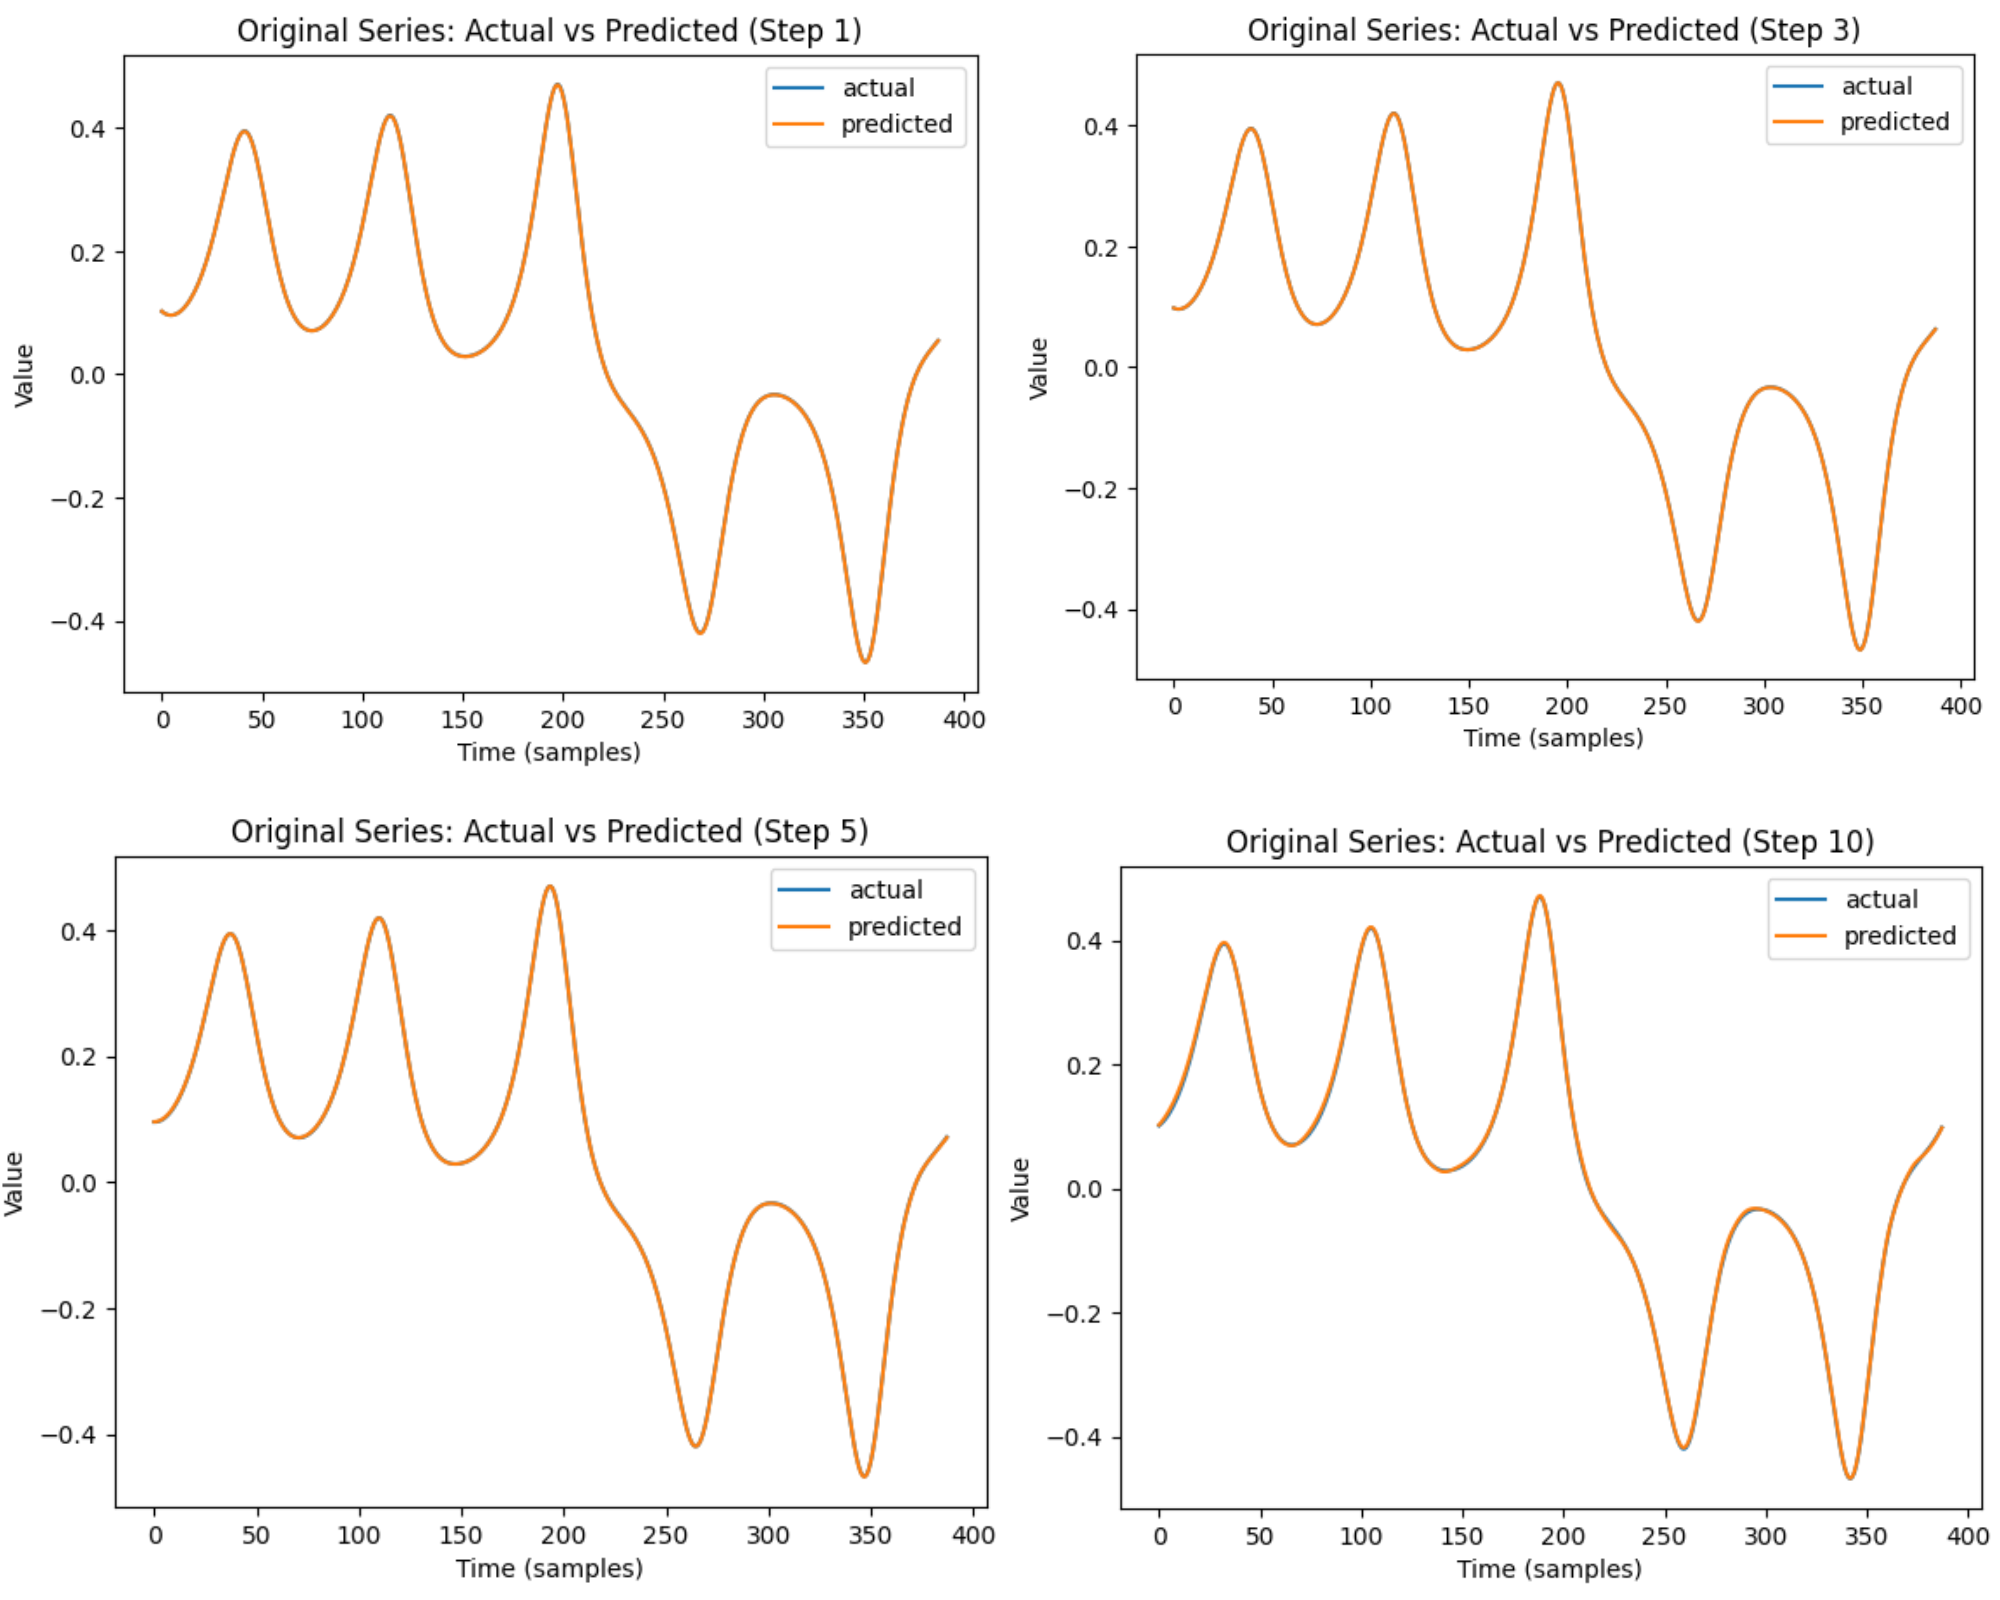 Original Series: Actual vs Predicted (Step 1)
actual
predicted
Value
0.4
0.2
0.0
−0.2
−0.4
0 50 100 150 200 250 300 350 400
Time (samples)
Original Series: Actual vs Predicted (Step 3)
actual
predicted
Value
0.4
0.2
0.0
−0.2
−0.4
0 50 100 150 200 250 300 350 400
Time (samples)
Original Series: Actual vs Predicted (Step 5)
actual
predicted
Value
0.4
0.2
0.0
−0.2
−0.4
0 50 100 150 200 250 300 350 400
Time (samples)
Original Series: Actual vs Predicted (Step 10)
actual
predicted
Value
0.4
0.2
0.0
−0.2
−0.4
0 50 100 150 200 250 300 350 400
Time (samples)